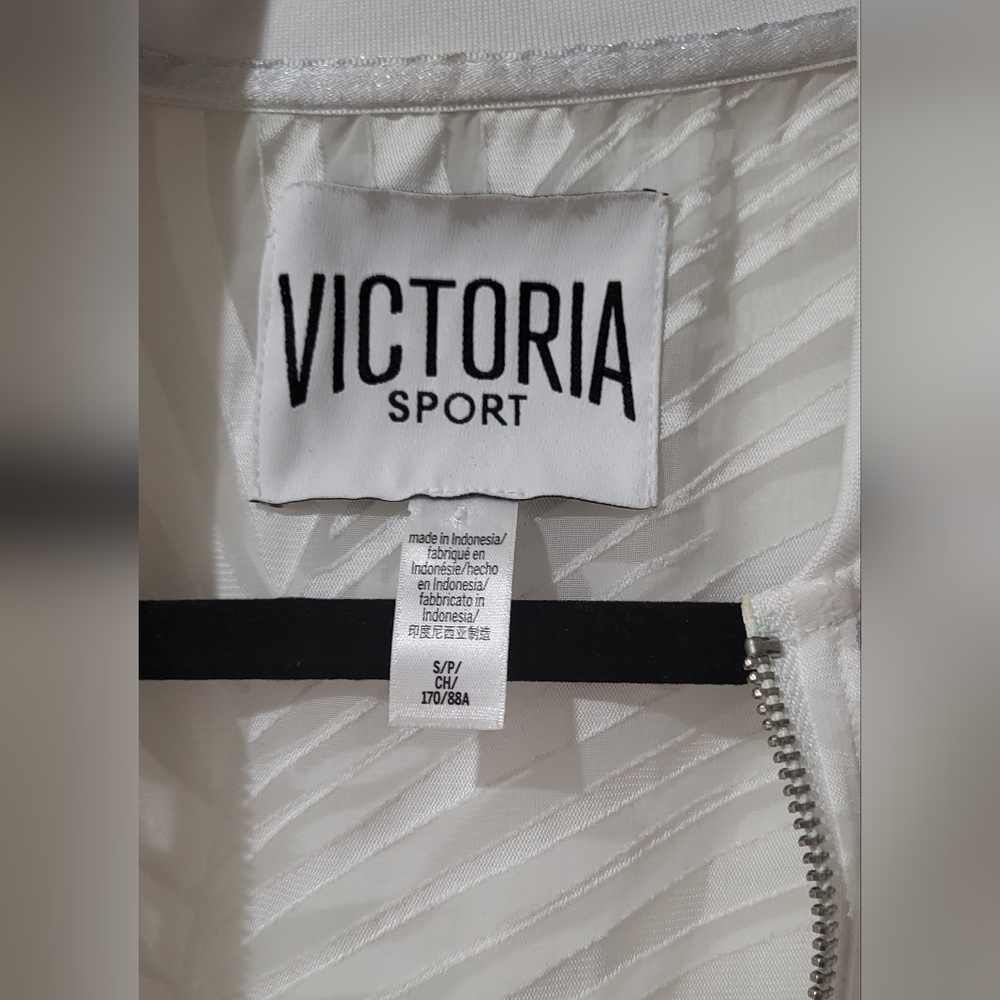 VICTORIA
SPORT
made in Indonesia/
fabriqué en
Indonésie/hecho
en Indonesia/
fabbricato in
Indonesia/
印度尼西亚制造
S/P/
CH/
170/88A